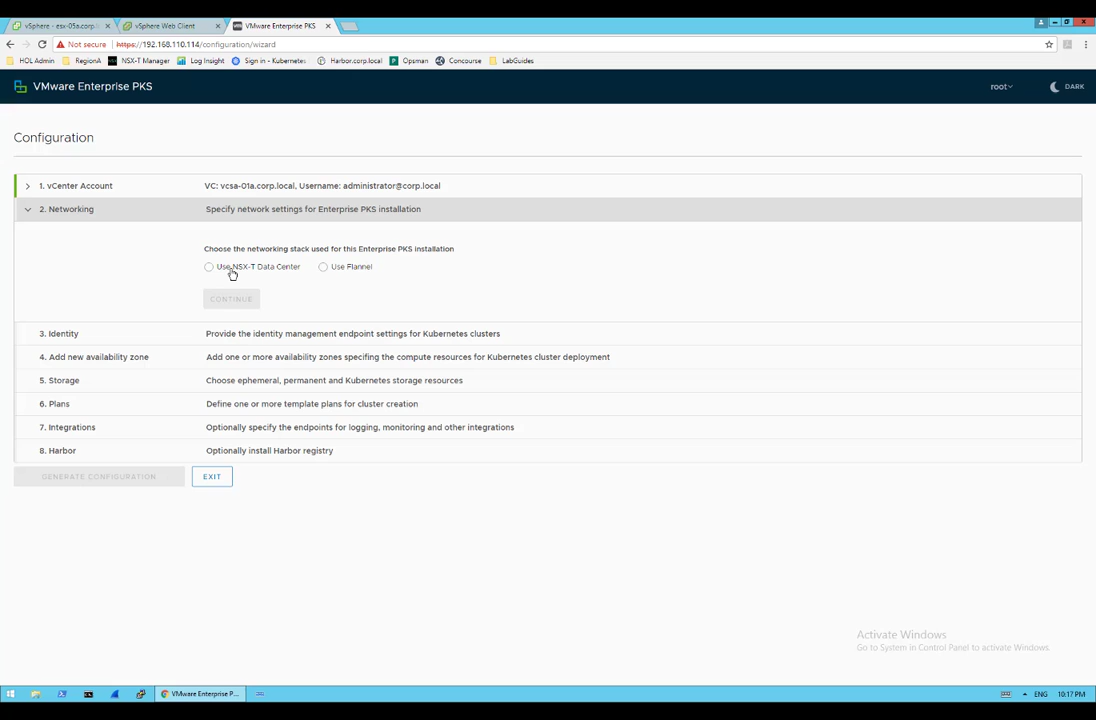 vSphere - esx-05a.corp.
vSphere Web Client
VMware Enterprise PKS
Not secure https://192.168.110.114/configuration/wizard
HOL Admin RegionA NSX-T Manager Log Insight Sign in - Kubernetes Harbor.corp.local Opsman Concourse LabGuides
VMware Enterprise PKS root DARK
Configuration
1. vCenter Account VC: vcsa-01a.corp.local, Username: administrator@corp.local
2. Networking Specify network settings for Enterprise PKS installation
Choose the networking stack used for this Enterprise PKS installation
Use NSX-T Data Center Use Flannel
CONTINUE
3. Identity Provide the identity management endpoint settings for Kubernetes clusters
4. Add new availability zone Add one or more availability zones specifing the compute resources for Kubernetes cluster deployment
5. Storage Choose ephemeral, permanent and Kubernetes storage resources
6. Plans Define one or more template plans for cluster creation
7. Integrations Optionally specify the endpoints for logging, monitoring and other integrations
8. Harbor Optionally install Harbor registry
GENERATE CONFIGURATION EXIT
Activate Windows
Go to System in Control Panel to activate Windows.
VMware Enterprise P... ENG 10:17 PM